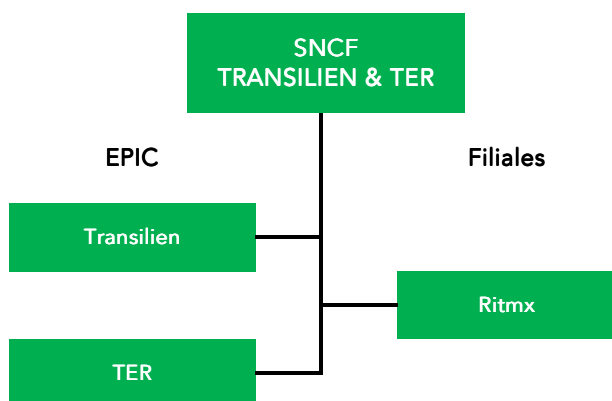 SNCF
TRANSILIEN & TER
EPIC
Filiales
Transilien
Ritmx
TER